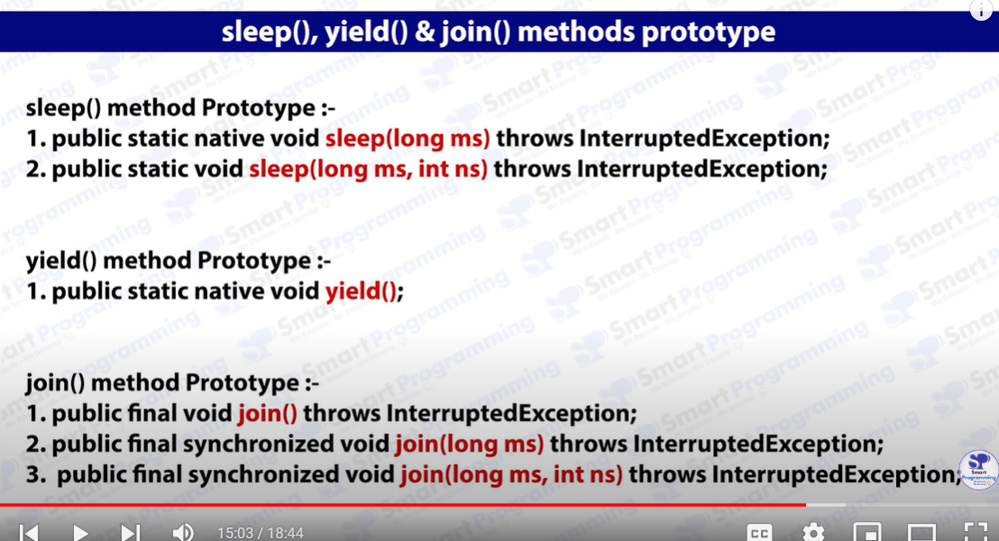 sleep(), yield() & join() methods prototype
sleep() method Prototype :-
1. public static native void sleep(long ms) throws InterruptedException;
2. public static void sleep(long ms, int ns) throws InterruptedException;
yield() method Prototype :-
1. public static native void yield();
join() method Prototype :-
1. public final void join() throws InterruptedException;
2. public final synchronized void join(long ms) throws InterruptedException;
3. public final synchronized void join(long ms, int ns) throws InterruptedException;
Smart
Programming
15:03 / 18:44
CC